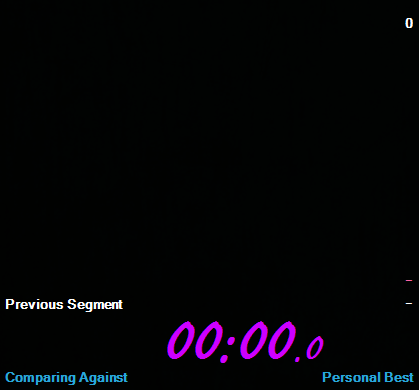 0
–
Previous Segment –
00:00.0
Comparing Against Personal Best